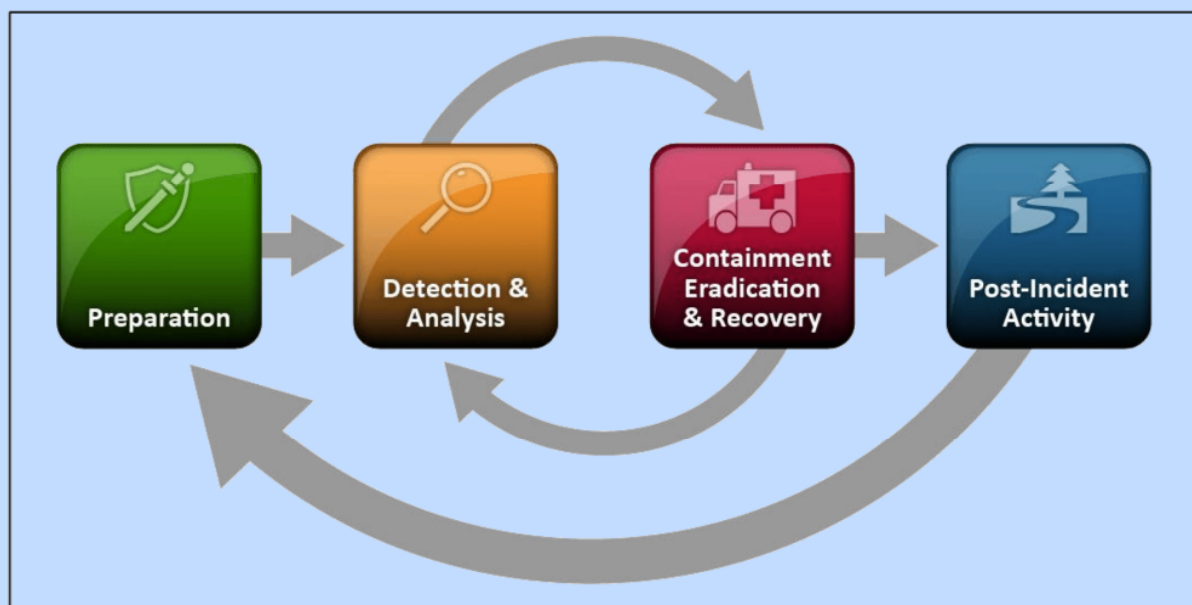 Preparation
Detection &
Analysis
Containment
Eradication
& Recovery
Post-Incident
Activity